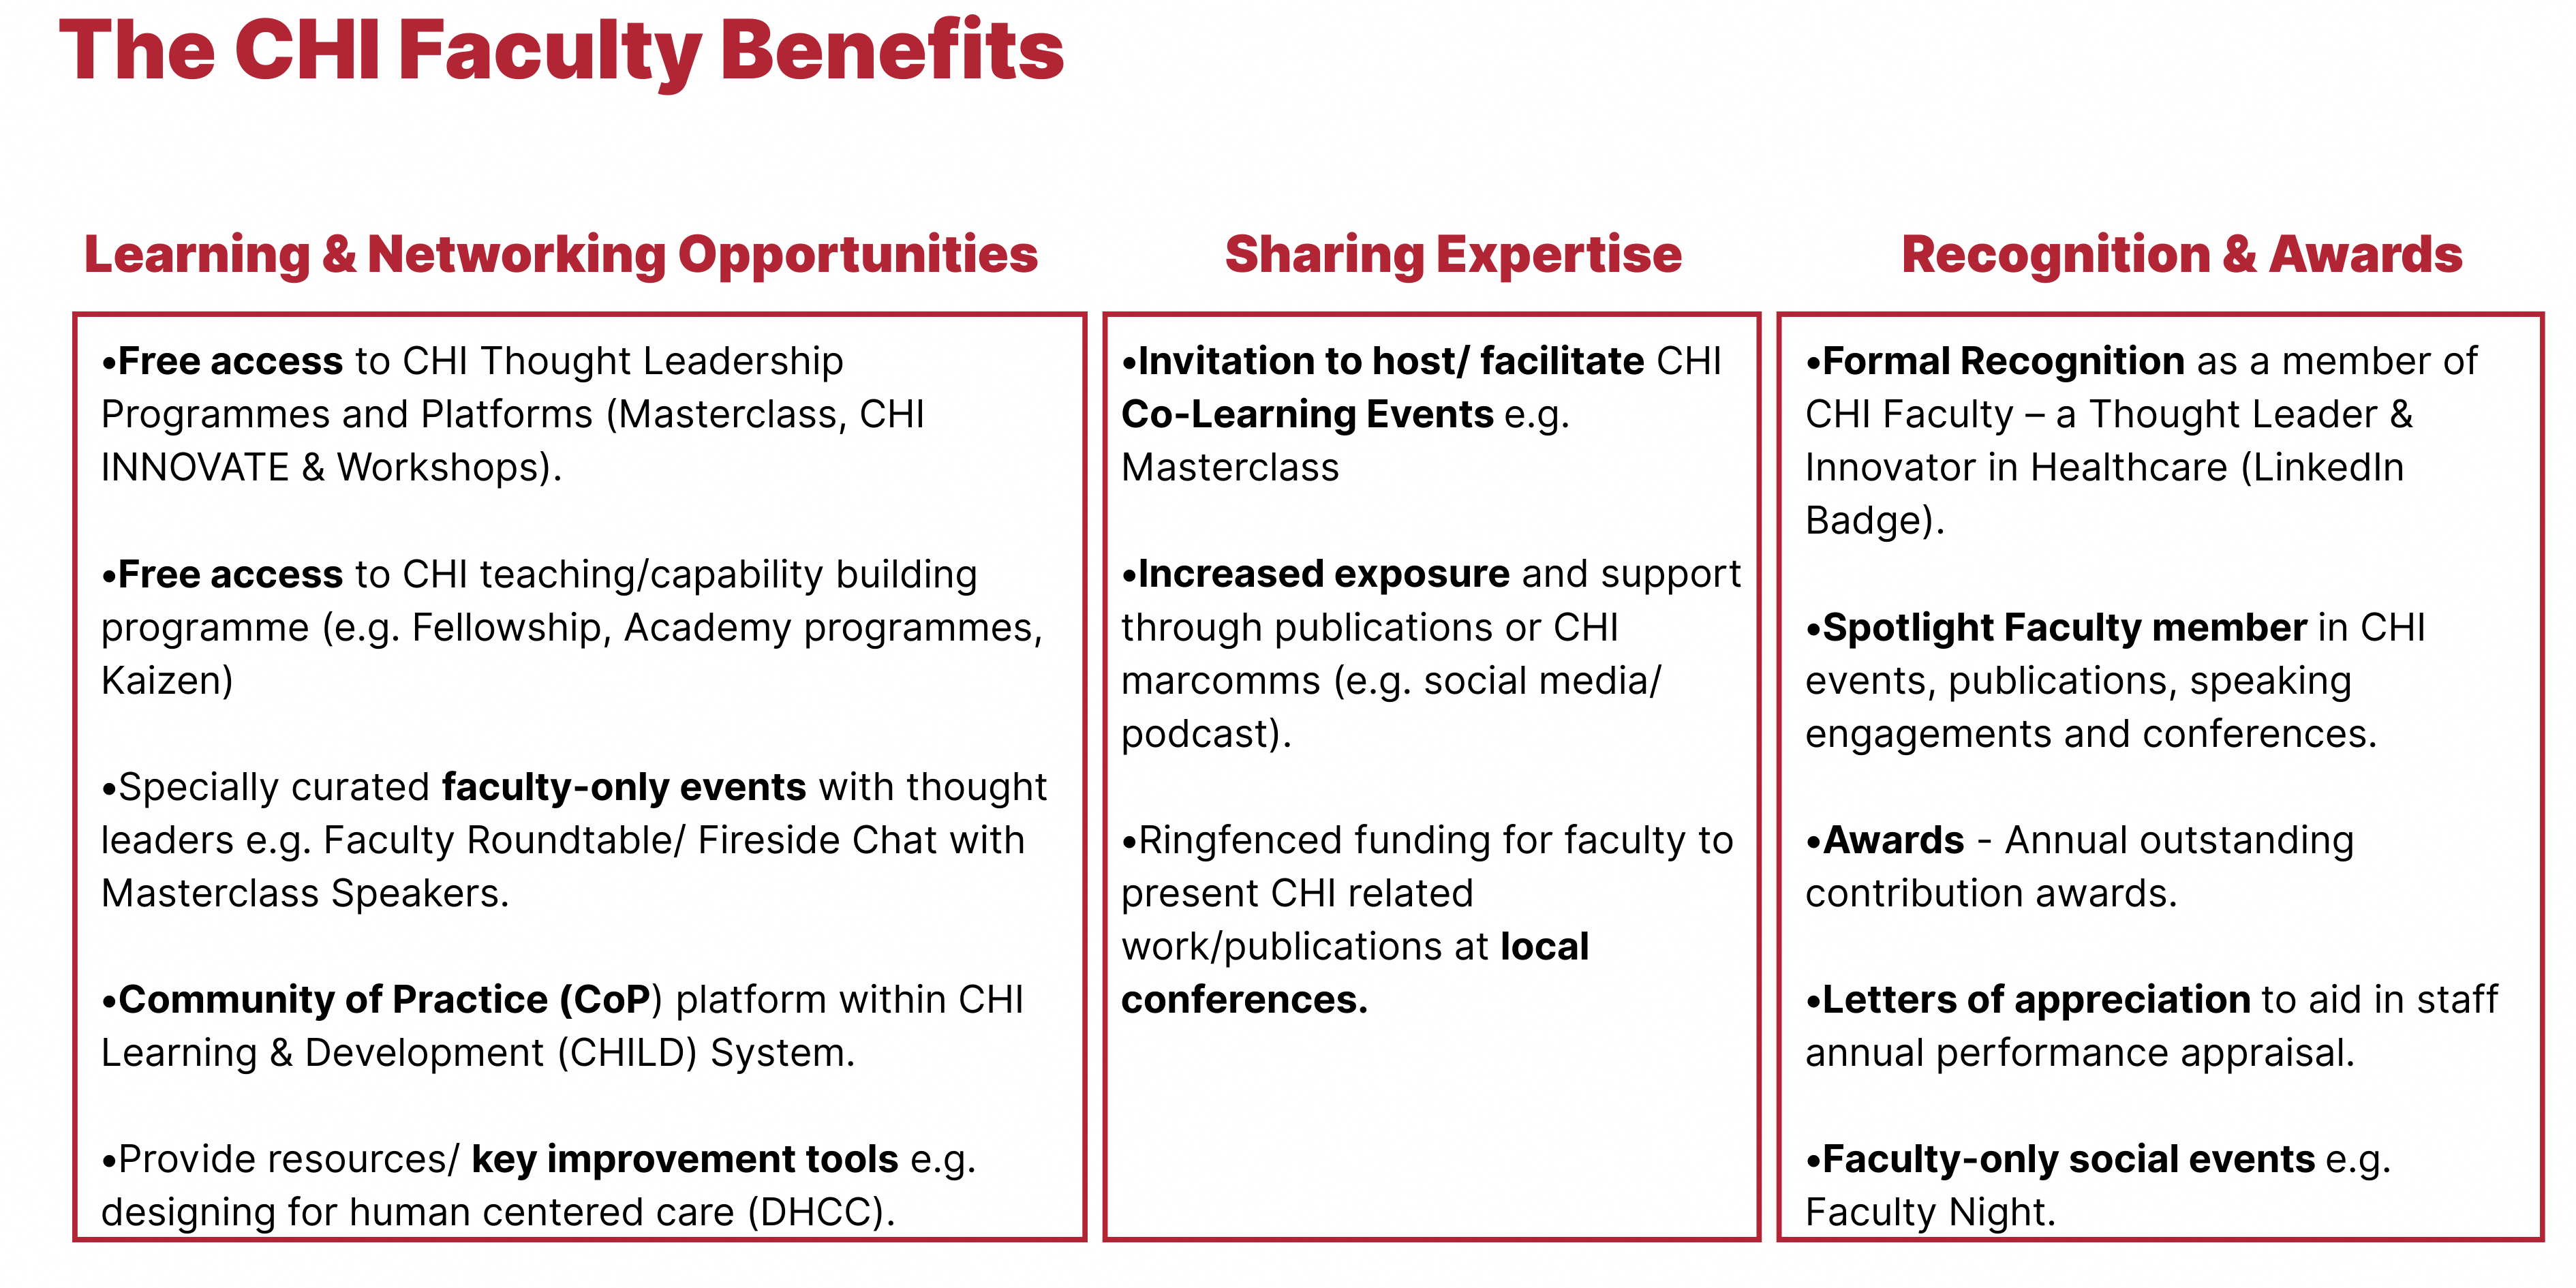 The CHI Faculty Benefits
Learning & Networking Opportunities
•Free access to CHI Thought Leadership
Programmes and Platforms (Masterclass, CHI
INNOVATE & Workshops).
•Free access to CHI teaching/capability building
programme (e.g. Fellowship, Academy programmes,
Kaizen)
•Specially curated faculty-only events with thought
leaders e.g. Faculty Roundtable/ Fireside Chat with
Masterclass Speakers.
•Community of Practice (CoP) platform within CHI
Learning & Development (CHILD) System.
•Provide resources/ key improvement tools e.g.
designing for human centered care (DHCC).
Sharing Expertise
•Invitation to host/ facilitate CHI
Co-Learning Events e.g.
Masterclass
•Increased exposure and support
through publications or CHI
marcomms (e.g. social media/
podcast).
•Ringfenced funding for faculty to
present CHI related
work/publications at local
conferences.
Recognition & Awards
•Formal Recognition as a member of
CHI Faculty – a Thought Leader &
Innovator in Healthcare (LinkedIn
Badge).
•Spotlight Faculty member in CHI
events, publications, speaking
engagements and conferences.
•Awards - Annual outstanding
contribution awards.
•Letters of appreciation to aid in staff
annual performance appraisal.
•Faculty-only social events e.g.
Faculty Night.